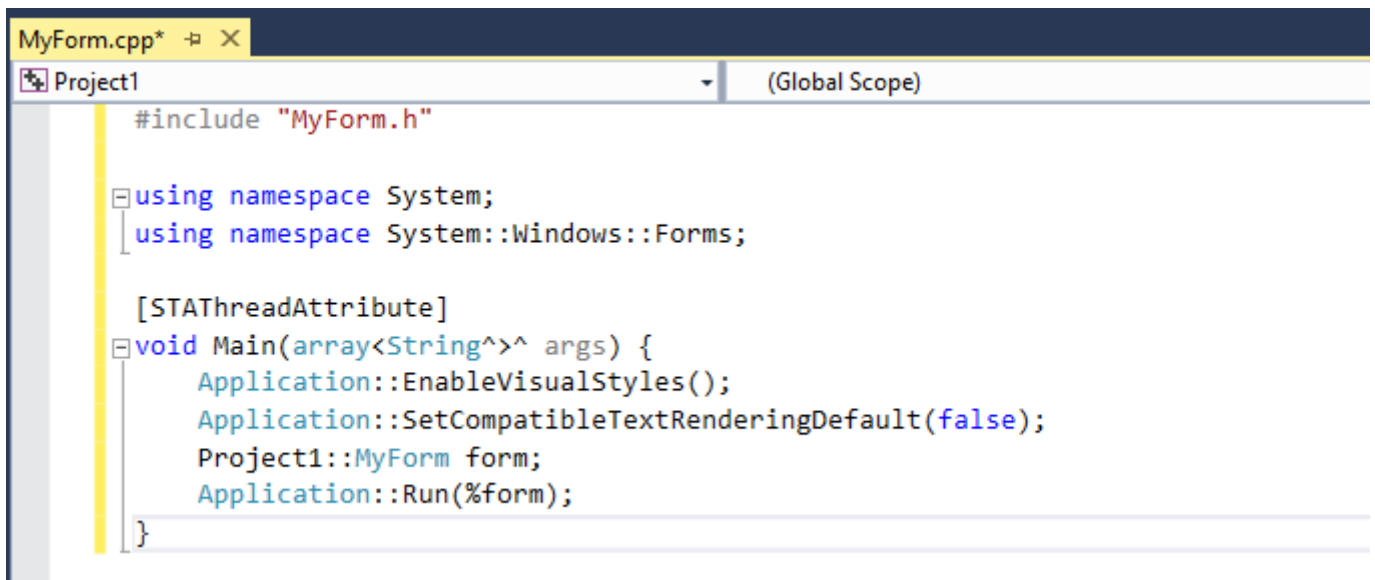 MyForm.cpp*
Project1 (Global Scope)
#include "MyForm.h"
using namespace System;
using namespace System::Windows::Forms;
[STAThreadAttribute]
void Main(array<String^>^ args) {
    Application::EnableVisualStyles();
    Application::SetCompatibleTextRenderingDefault(false);
    Project1::MyForm form;
    Application::Run(%form);
}